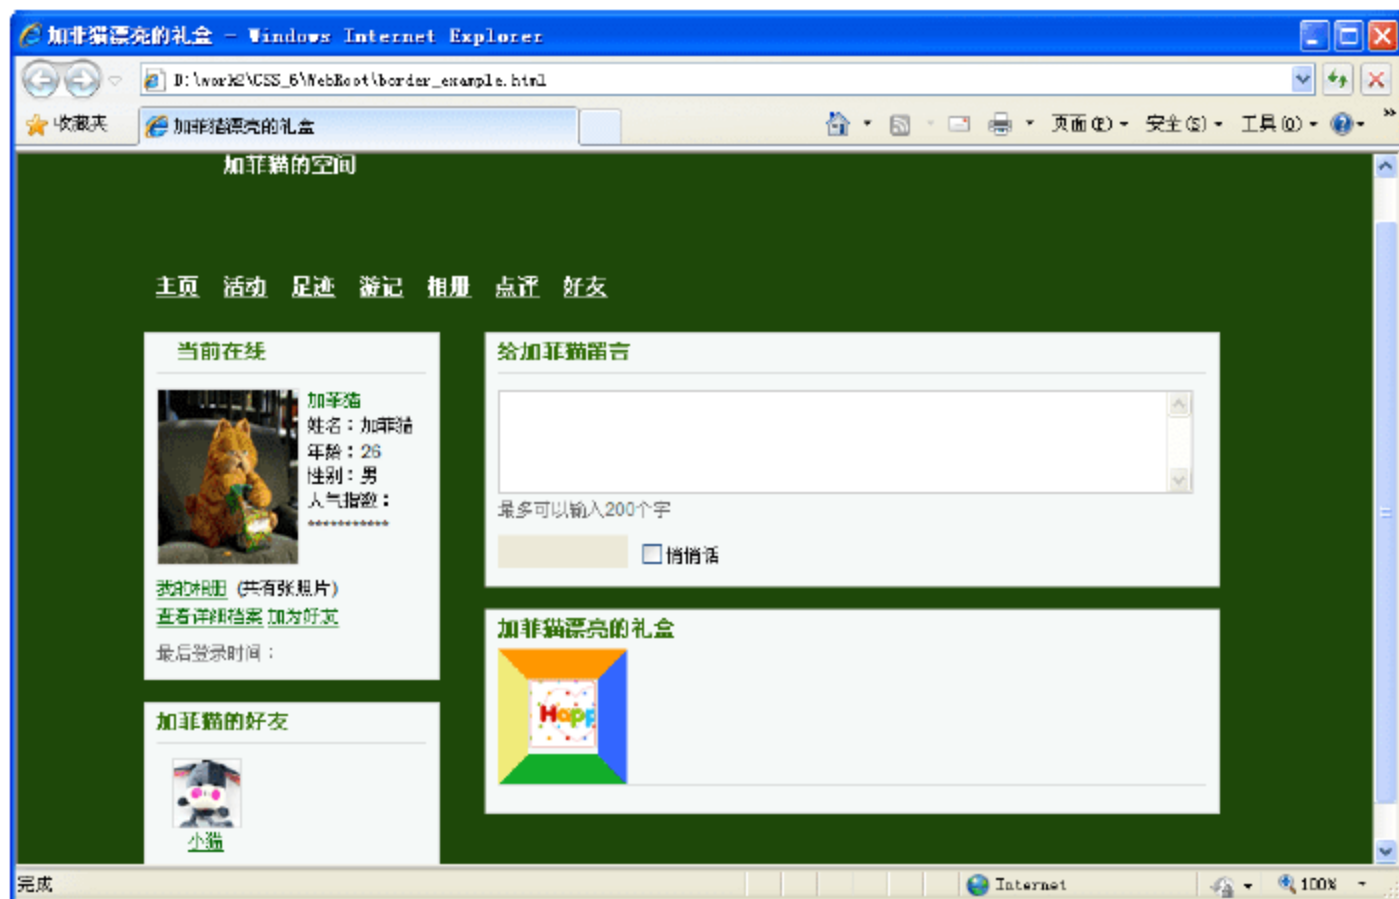 加菲猫漂亮的礼盒 - Windows Internet Explorer
D:\work2\CSS_6\WebRoot\border_example.html
收藏夹 加菲猫漂亮的礼盒 页面(P) 安全(S) 工具(O) »
加菲猫的空间
主页 活动 足迹 游记 相册 点评 好友
当前在线
加菲猫
姓名：加菲猫
年龄：26
性别：男
人气指数：
***********
我的相册 (共有张照片)
查看详细档案 加为好友
最后登录时间：
加菲猫的好友
小猫
给加菲猫留言
最多可以输入200个字
悄悄话
加菲猫漂亮的礼盒
Happ
完成 Internet 100%